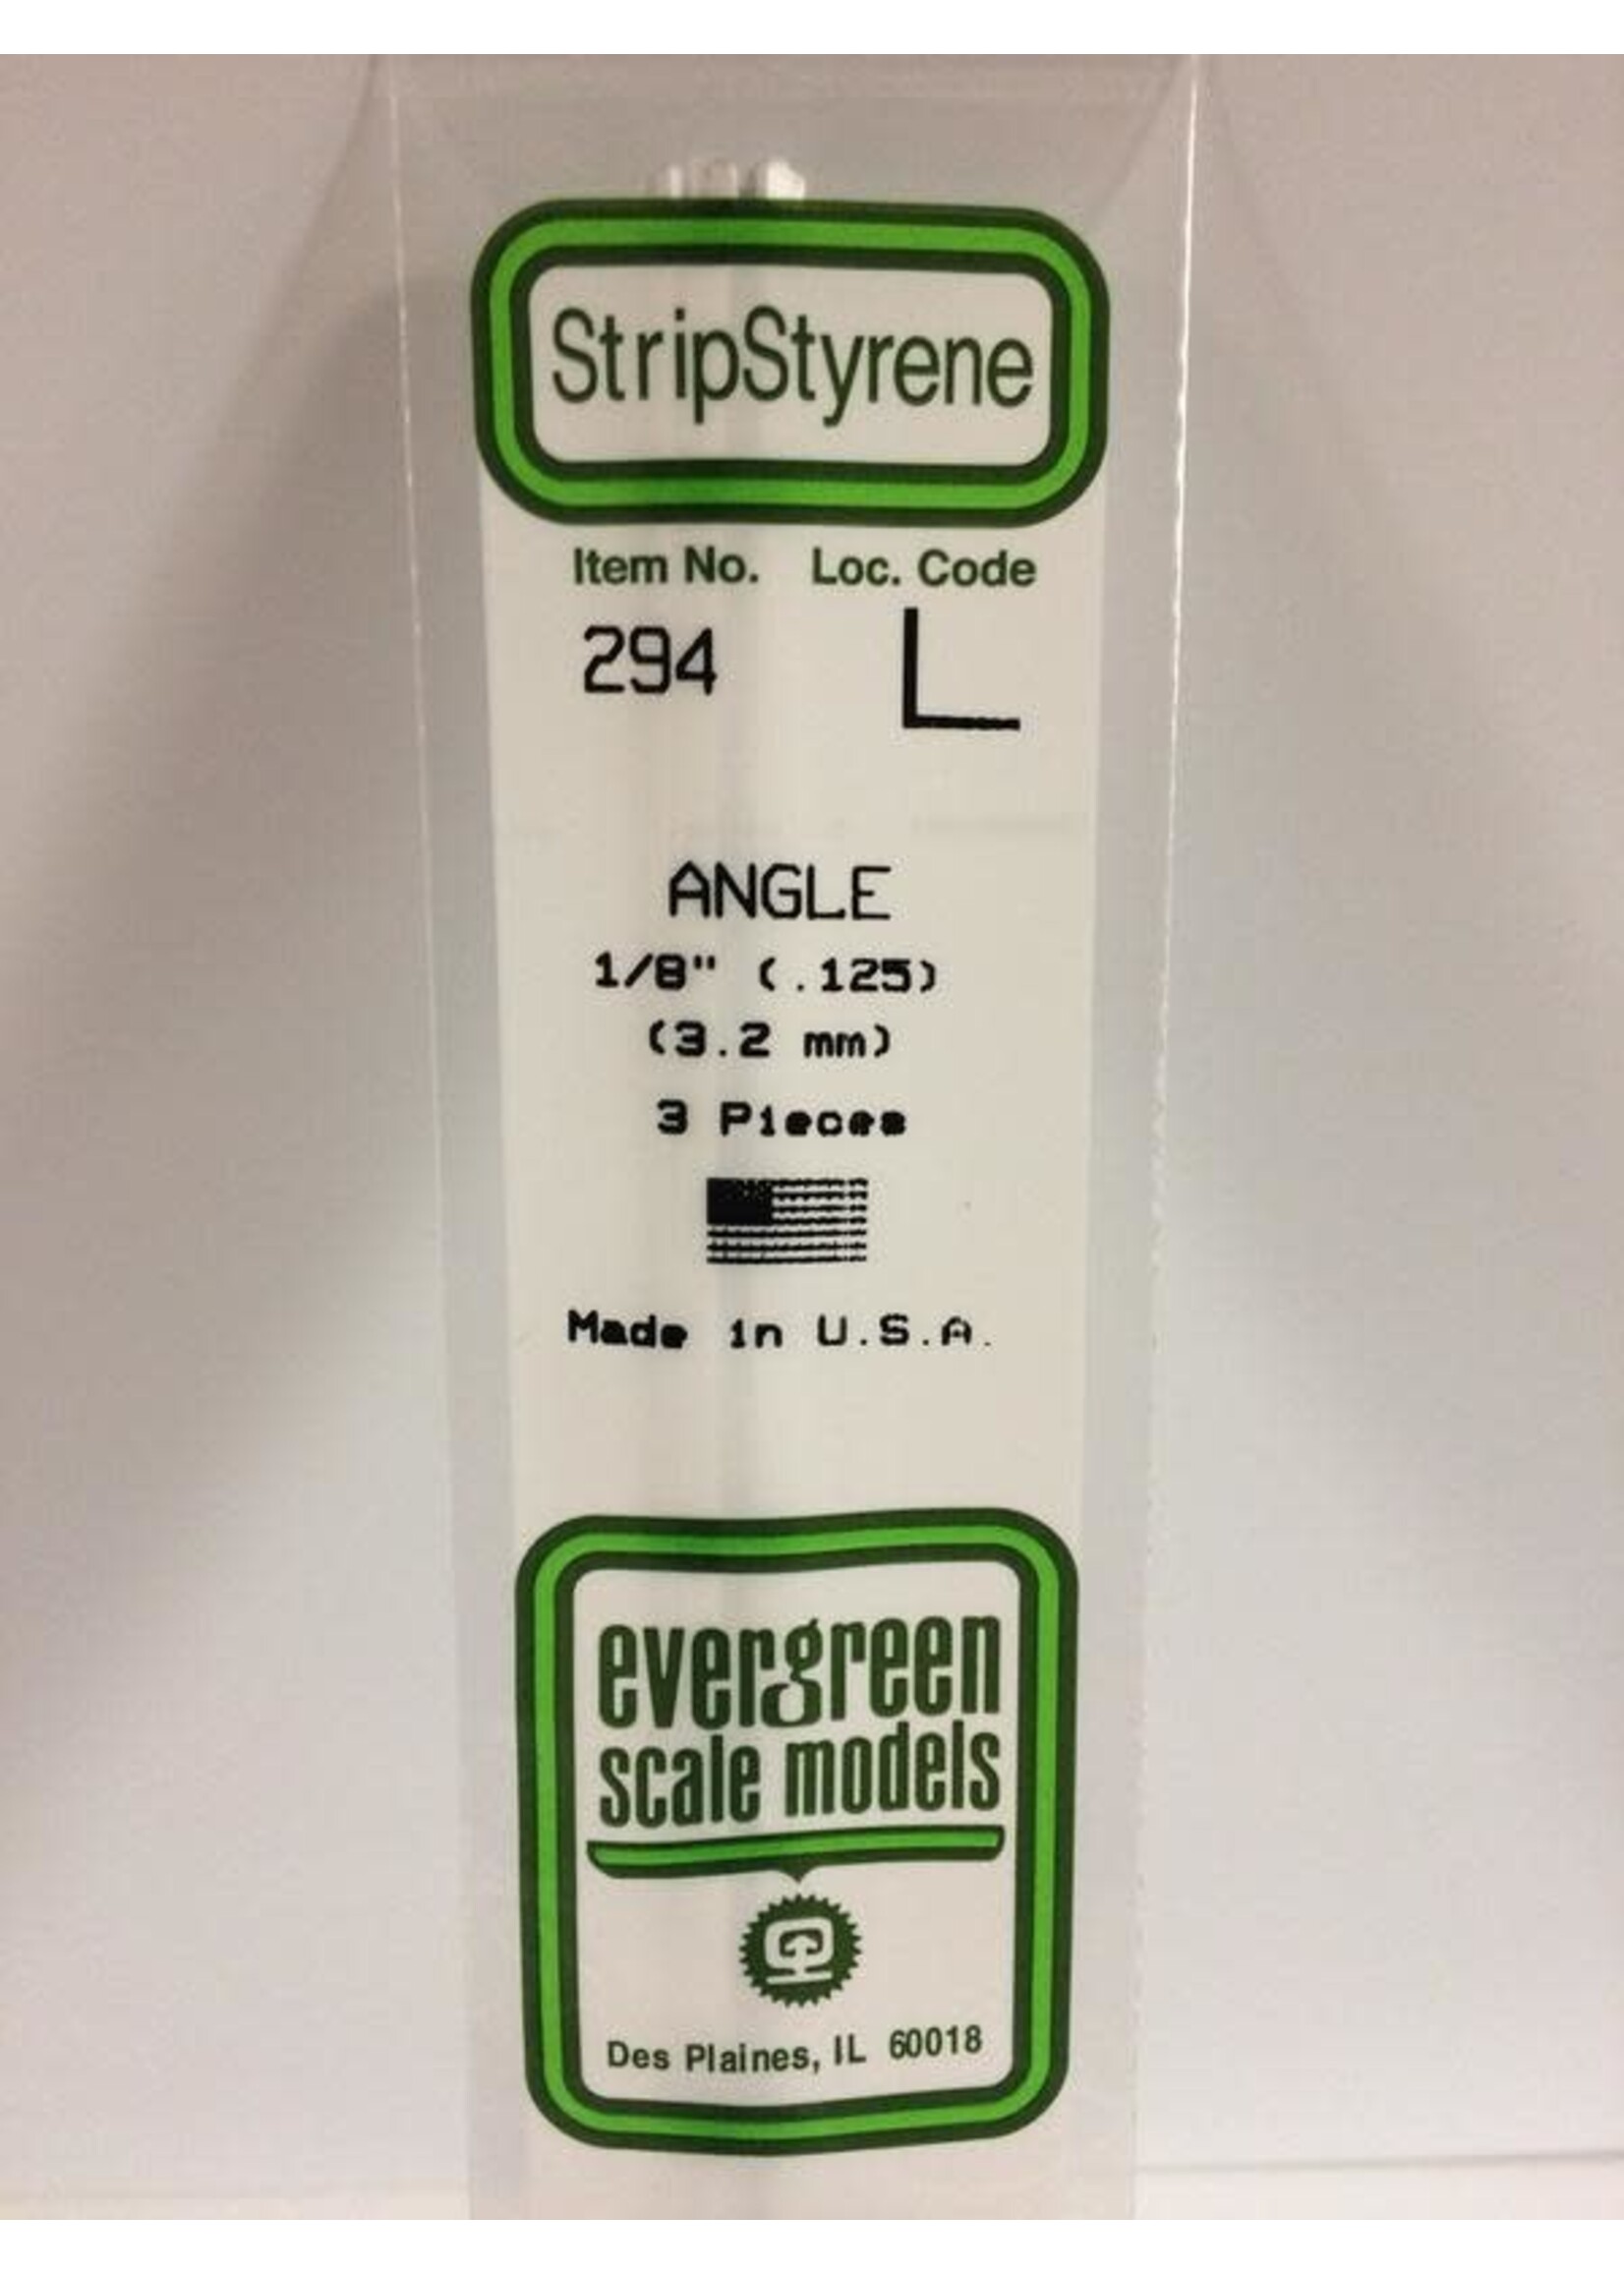 StripStyrene
Item No. Loc. Code
294 L
ANGLE
1/8" (.125)
(3.2 mm)
3 Pieces
Made in U.S.A.
evergreen
scale models
Des Plaines, IL 60018